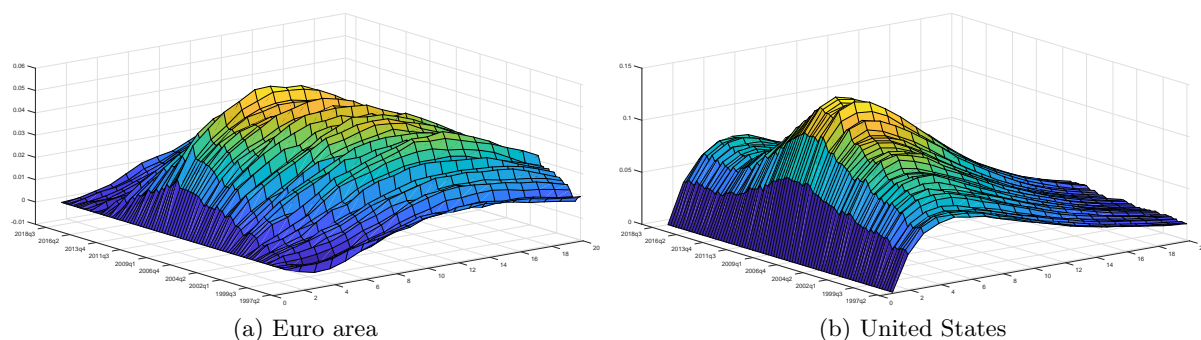 0.06
0.05
0.04
0.03
0.02
0.01
0
-0.01
2018q3
2016q2
2013q4
2011q3
2009q1
2006q4
2004q2
2002q1
1999q3
1997q2
0
2
4
6
8
10
12
14
16
18
20
(a) Euro area
0.15
0.1
0.05
0
2018q3
2016q2
2013q4
2011q3
2009q1
2006q4
2004q2
2002q1
1999q3
1997q2
0
2
4
6
8
10
12
14
16
18
(b) United States